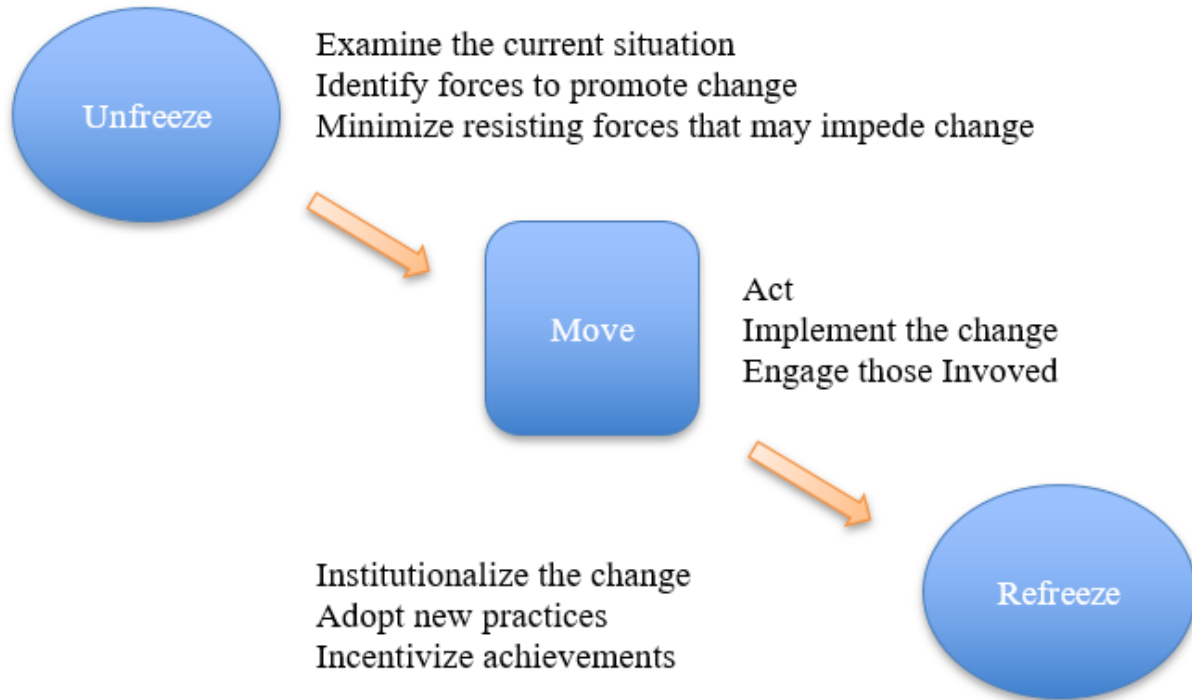 Unfreeze
Examine the current situation
Identify forces to promote change
Minimize resisting forces that may impede change
Move
Act
Implement the change
Engage those Invoved
Institutionalize the change
Adopt new practices
Incentivize achievements
Refreeze